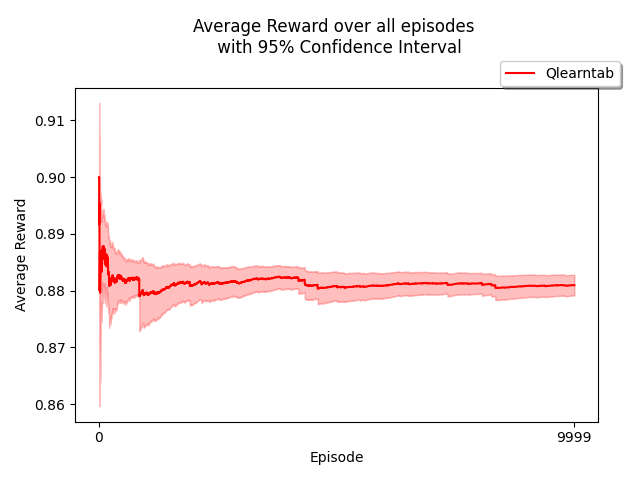 Average Reward over all episodes
with 95% Confidence Interval
Qlearntab
0.91
0.90
0.89
0.88
0.87
0.86
Average Reward
0
9999
Episode